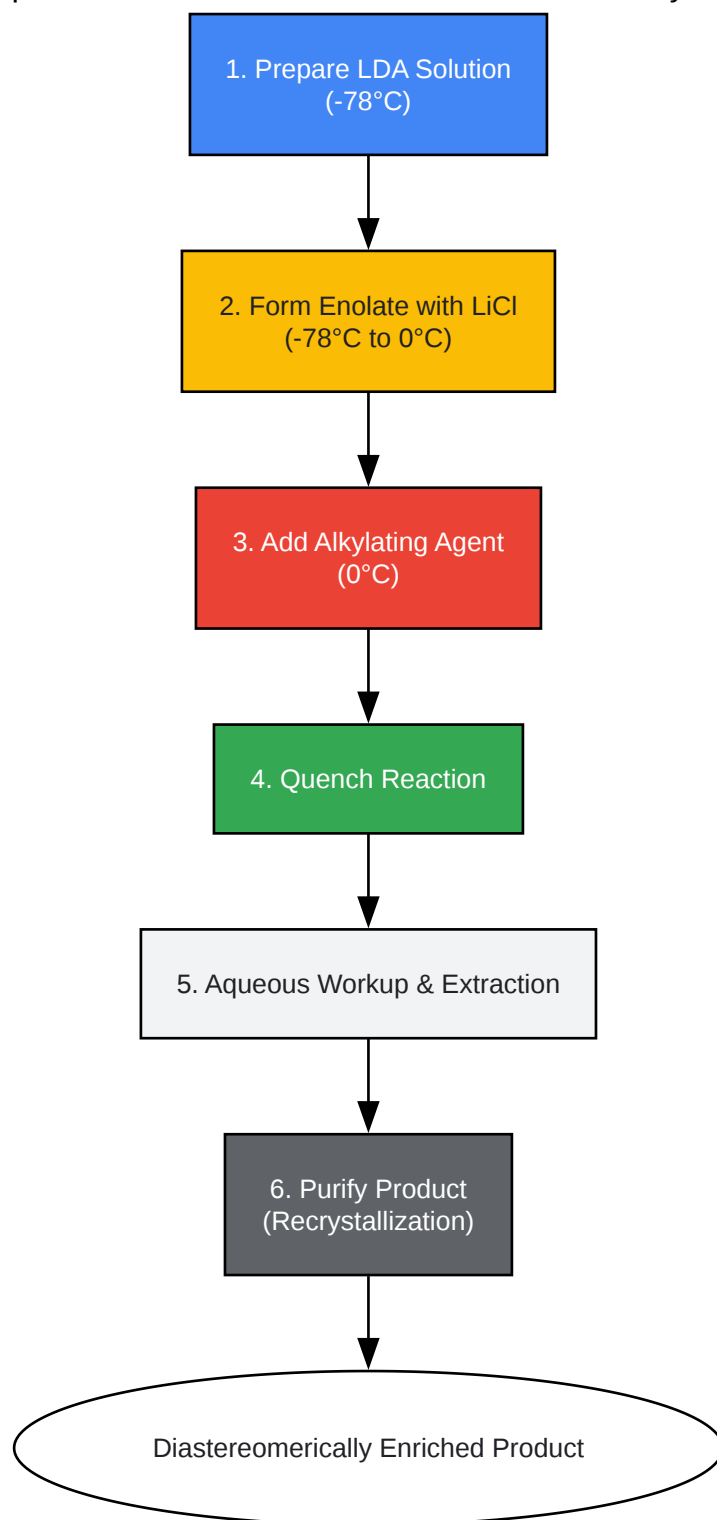 1. Prepare LDA Solution
(-78°C)
2. Form Enolate with LiCl
(-78°C to 0°C)
3. Add Alkylating Agent
(0°C)
4. Quench Reaction
5. Aqueous Workup & Extraction
6. Purify Product
(Recrystallization)
Diastereomerically Enriched Product